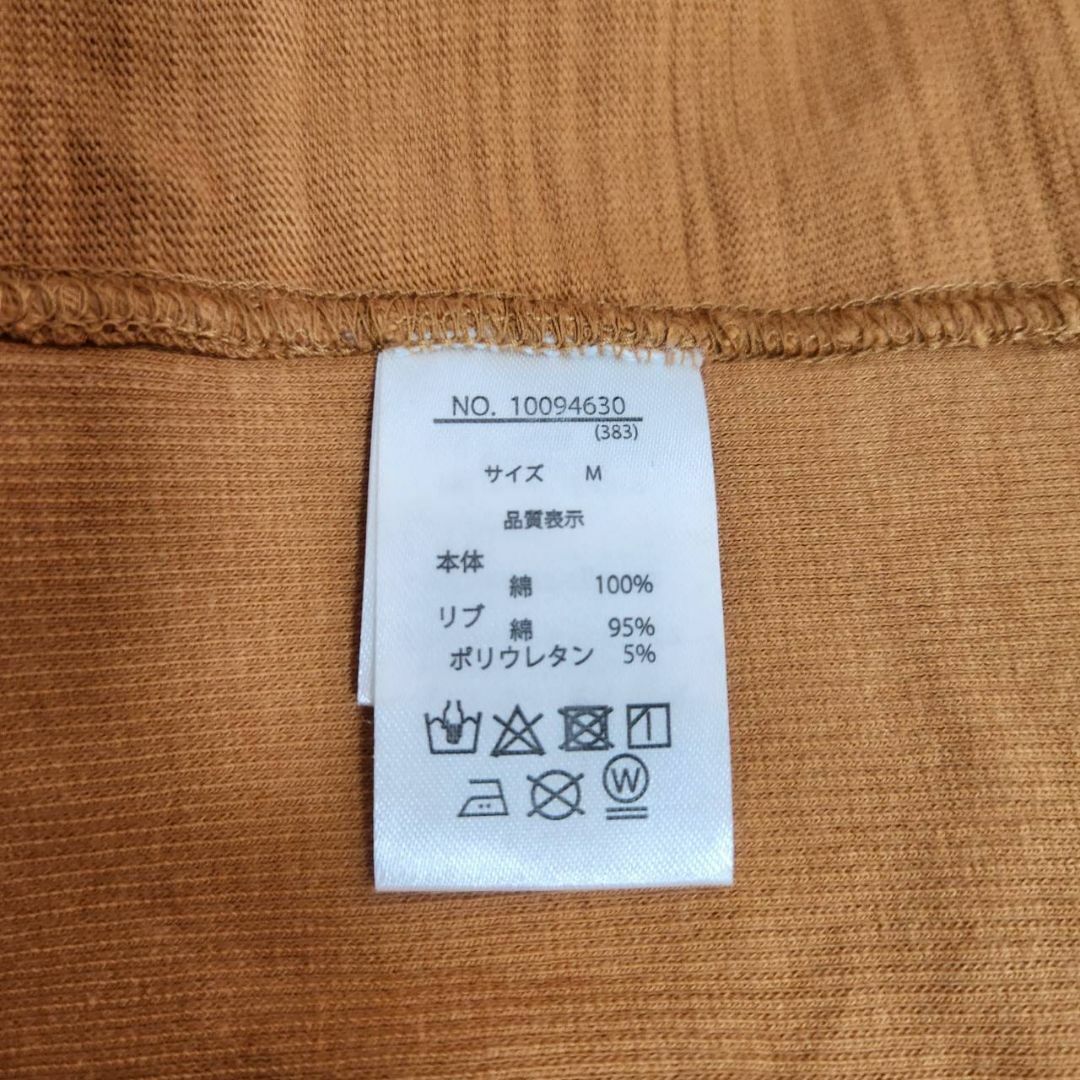 NO. 10094630
(383)
サイズ M
品質表示
本体
綿 100%
リブ
綿 95%
ポリウレタン 5%
W